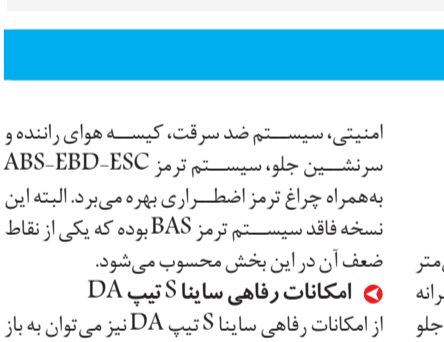 امنیتی، سیستم ضد سرقت، کیسه هوای راننده و
سرنشین جلو، سیستم ترمز ABS-EBD-ESC
به‌همراه چراغ ترمز اضطراری بهره می‌برد. البته این
نسخه فاقد سیستم ترمز BAS بوده که یکی از نقاط
ضعف آن در این بخش محسوب می‌شود.
امکانات رفاهی ساینا S تیپ DA
از امکانات رفاهی ساینا S تیپ DA نیز می‌توان به باز
جلو